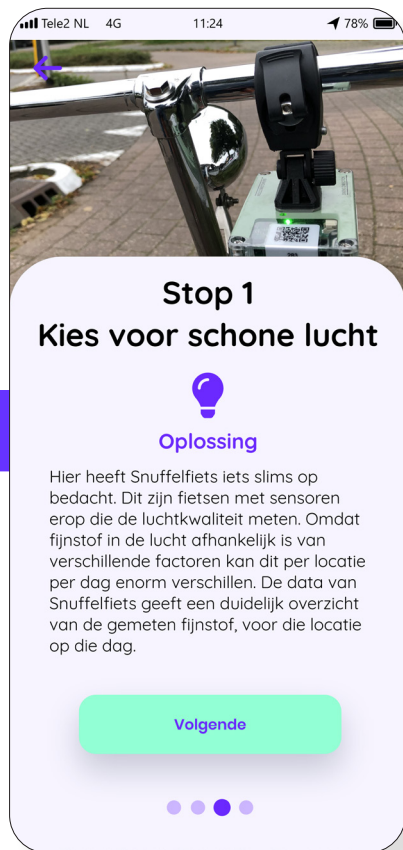 Tele2 NL 4G 11:24 78%
Stop 1
Kies voor schone lucht
Oplossing
Hier heeft Snuffelfiets iets slims op
bedacht. Dit zijn fietsen met sensoren
erop die de luchtkwaliteit meten. Omdat
fijnstof in de lucht afhankelijk is van
verschillende factoren kan dit per locatie
per dag enorm verschillen. De data van
Snuffelfiets geeft een duidelijk overzicht
van de gemeten fijnstof, voor die locatie
op die dag.
Volgende